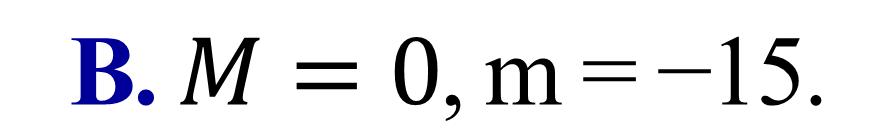 B. M = 0, m = −15.